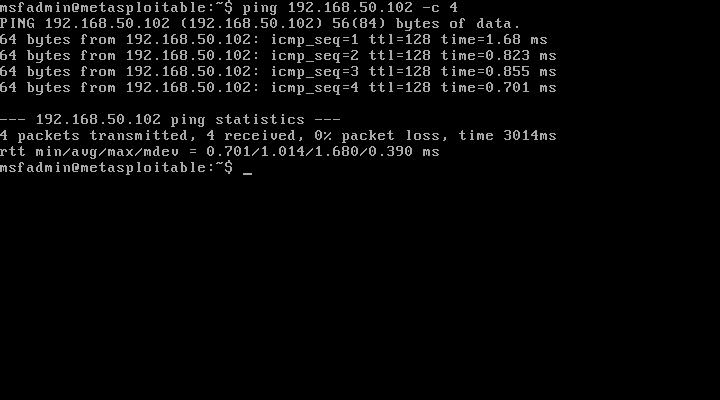 msfadmin@metasploitable:~$ ping 192.168.50.102 -c 4
PING 192.168.50.102 (192.168.50.102) 56(84) bytes of data.
64 bytes from 192.168.50.102: icmp_seq=1 ttl=128 time=1.68 ms
64 bytes from 192.168.50.102: icmp_seq=2 ttl=128 time=0.823 ms
64 bytes from 192.168.50.102: icmp_seq=3 ttl=128 time=0.855 ms
64 bytes from 192.168.50.102: icmp_seq=4 ttl=128 time=0.701 ms
--- 192.168.50.102 ping statistics ---
4 packets transmitted, 4 received, 0% packet loss, time 3014ms
rtt min/avg/max/mdev = 0.701/1.014/1.680/0.390 ms
msfadmin@metasploitable:~$ _